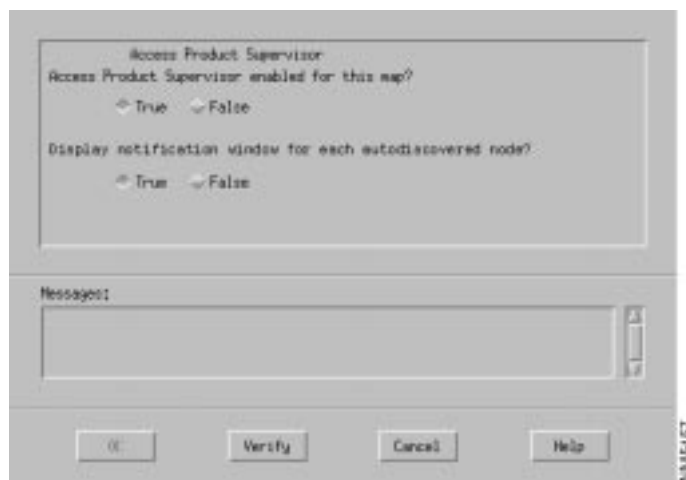 Access Product Supervisor
Access Product Supervisor enabled for this map?
True False
Display notification window for each autodiscovered node?
True False
Messages:
OK Verify Cancel Help